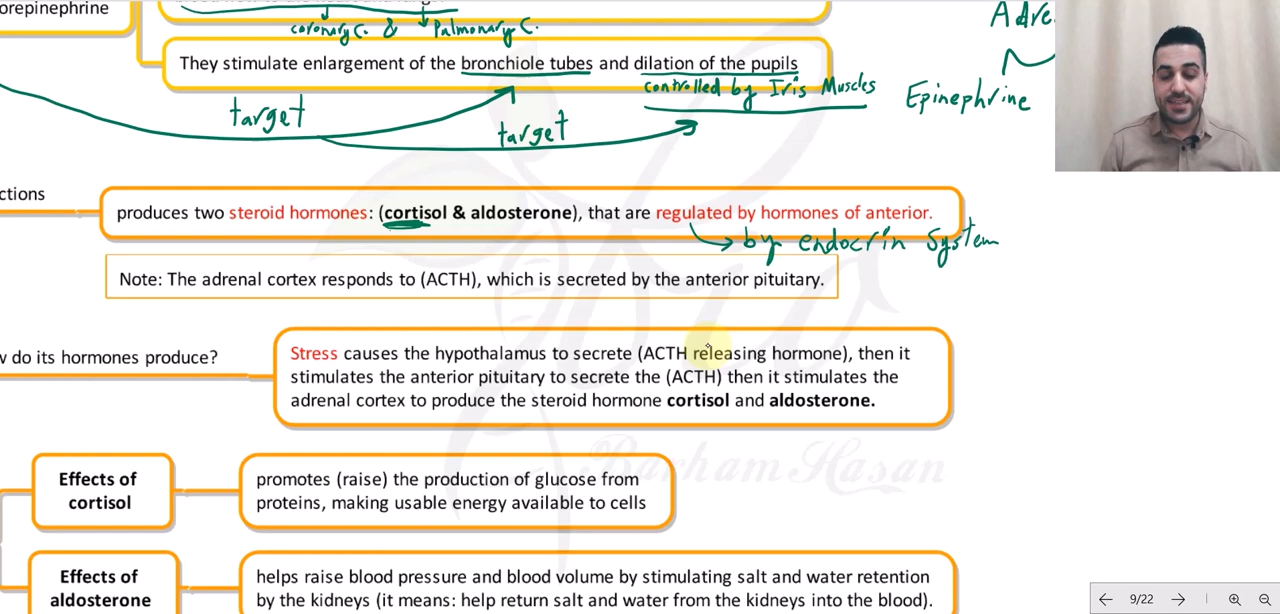 orepinephrine
coronary C. & Pulmonary C.
Adre
They stimulate enlargement of the bronchiole tubes and dilation of the pupils
controlled by Iris Muscles
Epinephrine
target
target
ctions
produces two steroid hormones: (cortisol & aldosterone), that are regulated by hormones of anterior.
by endocrin System
Note: The adrenal cortex responds to (ACTH), which is secreted by the anterior pituitary.
w do its hormones produce?
Stress causes the hypothalamus to secrete (ACTH releasing hormone), then it
stimulates the anterior pituitary to secrete the (ACTH) then it stimulates the
adrenal cortex to produce the steroid hormone cortisol and aldosterone.
Barham Hasan
Effects of
cortisol
promotes (raise) the production of glucose from
proteins, making usable energy available to cells
Effects of
aldosterone
helps raise blood pressure and blood volume by stimulating salt and water retention
by the kidneys (it means: help return salt and water from the kidneys into the blood).
9/22